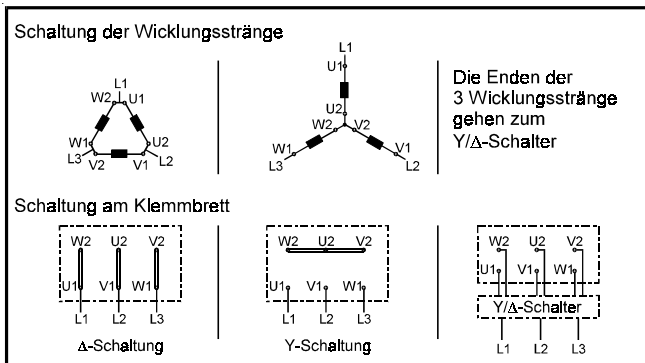 Schaltung der Wicklungsstränge
L1
W2 U1
W1 U2
L3 V2 V1 L2
L1
U1
U2
W2 V2
W1 V1
L3 L2
Die Enden der
3 Wicklungsstränge
gehen zum
Y/Δ-Schalter
Schaltung am Klemmbrett
W2 U2 V2
U1 V1 W1
L1 L2 L3
Δ-Schaltung
W2 U2 V2
U1 V1 W1
L1 L2 L3
Y-Schaltung
W2 U2 V2
U1 V1 W1
Y/Δ-Schalter
L1 L2 L3